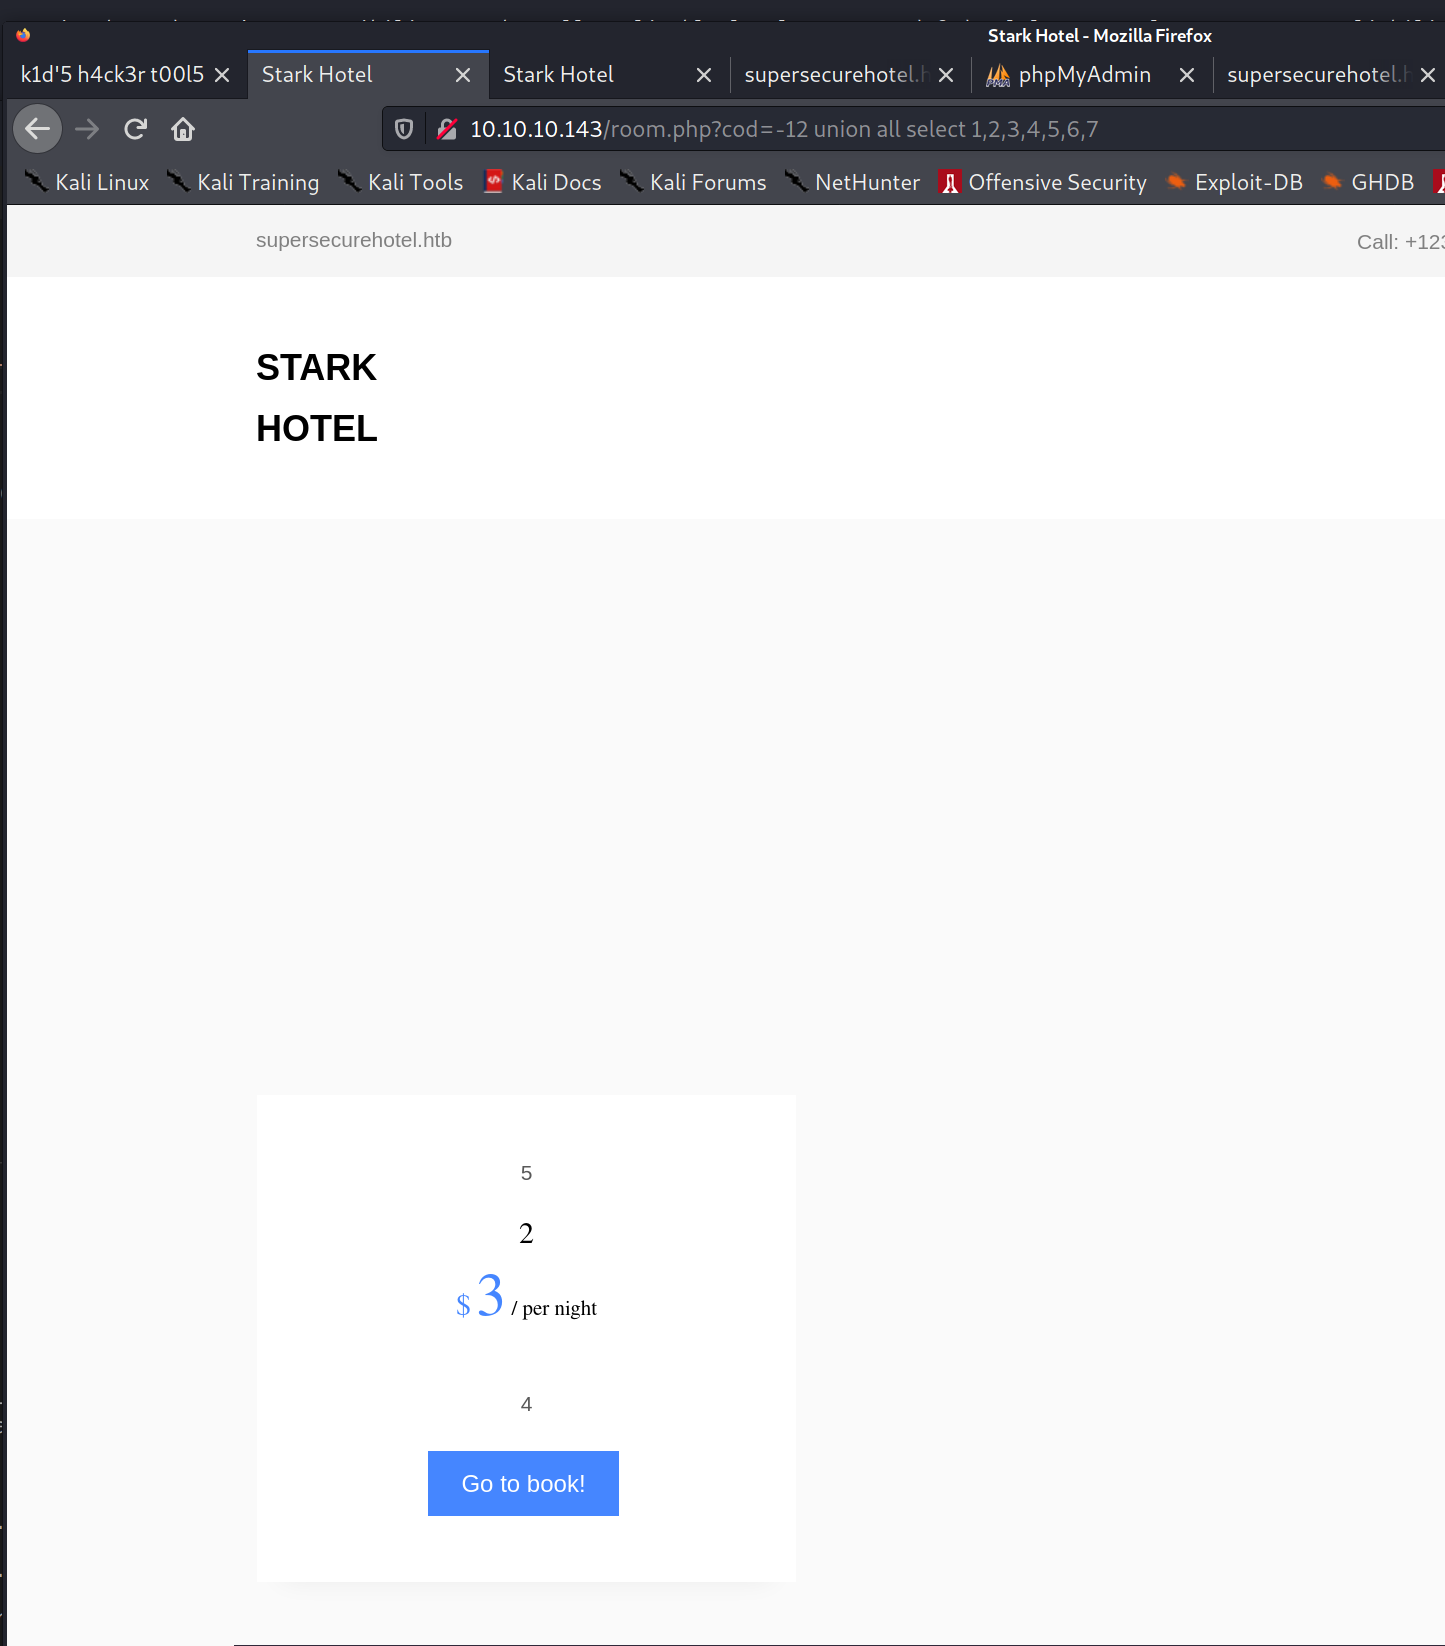 Stark Hotel - Mozilla Firefox
k1d'5 h4ck3r t00l5 Stark Hotel Stark Hotel supersecurehotel.h phpMyAdmin supersecurehotel.h
10.10.10.143/room.php?cod=-12 union all select 1,2,3,4,5,6,7
Kali Linux Kali Training Kali Tools Kali Docs Kali Forums NetHunter Offensive Security Exploit-DB GHDB
supersecurehotel.htb Call: +123
STARK
HOTEL
5
2
$ 3 / per night
4
Go to book!